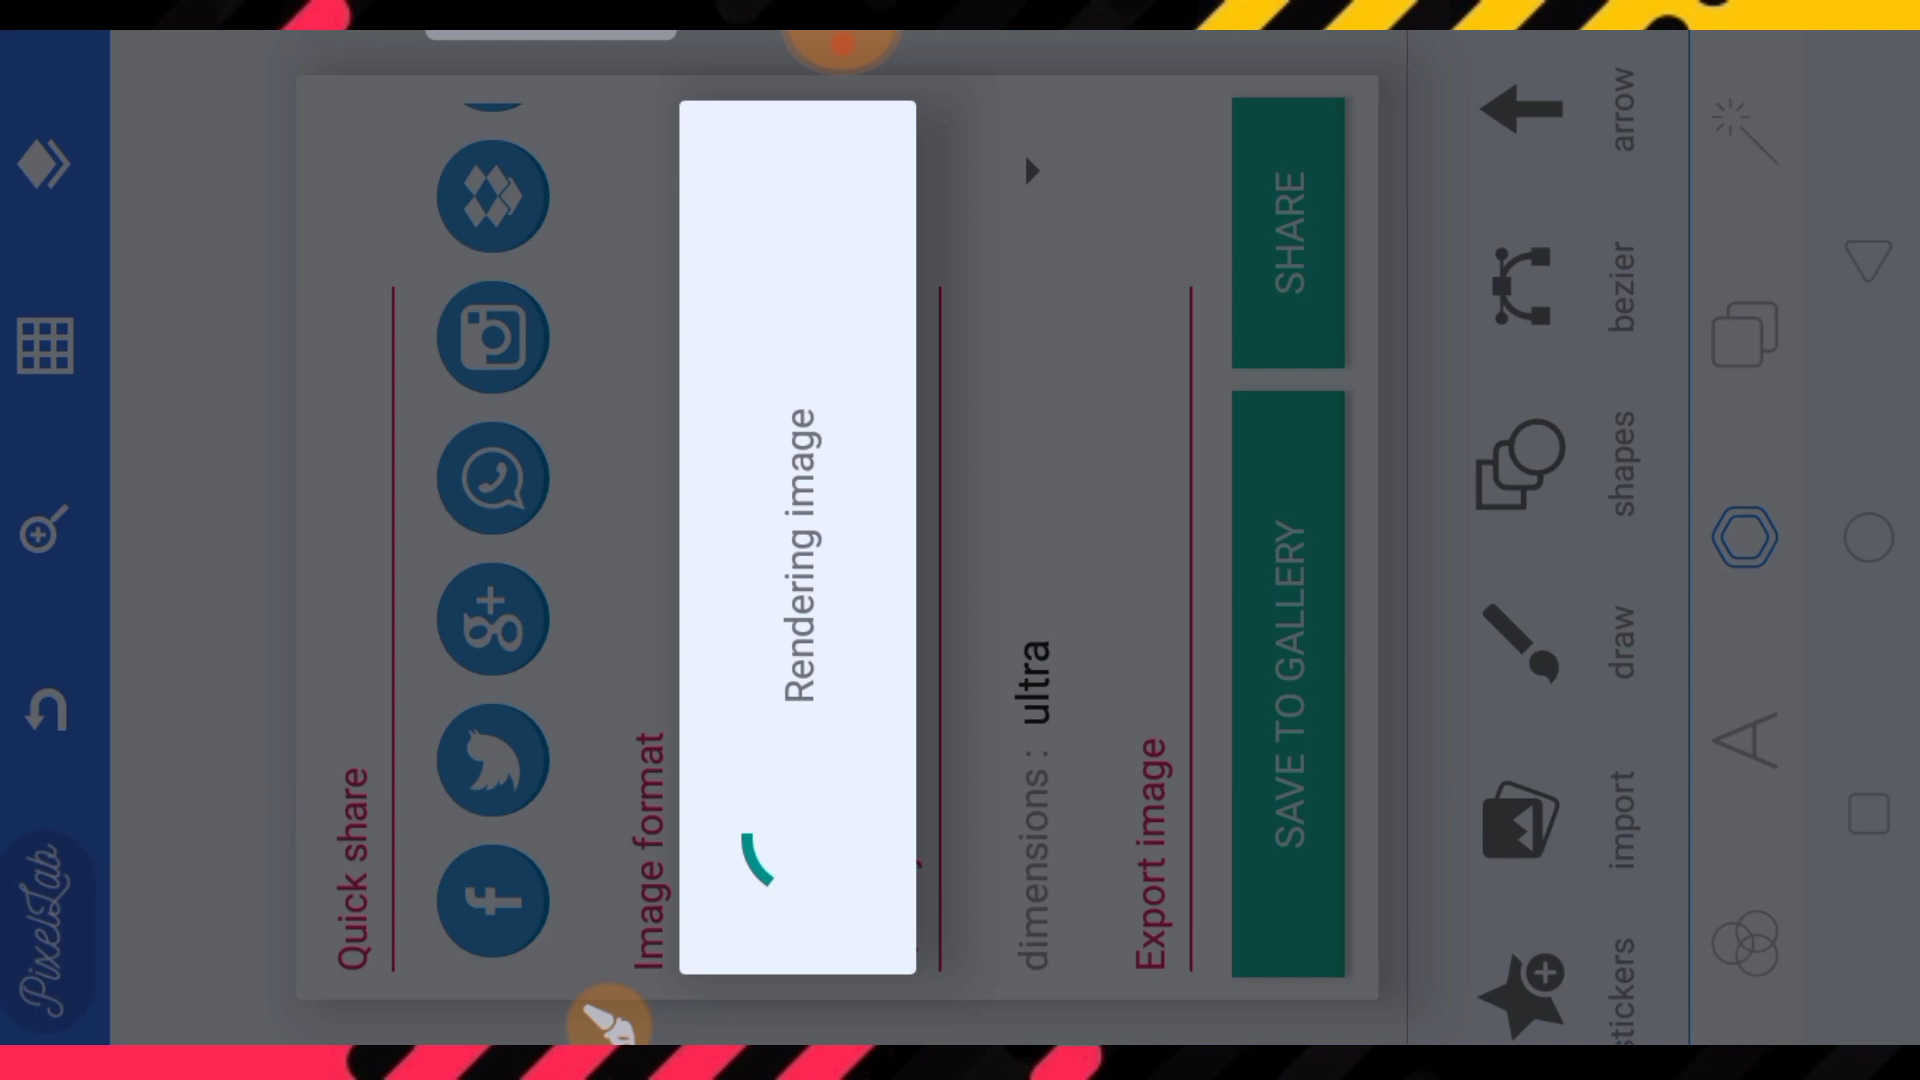 PixelLab
Quick share
Image format
Rendering image
dimensions : ultra
Export image
SAVE TO GALLERY
SHARE
stickers
import
draw
shapes
bezier
arrow